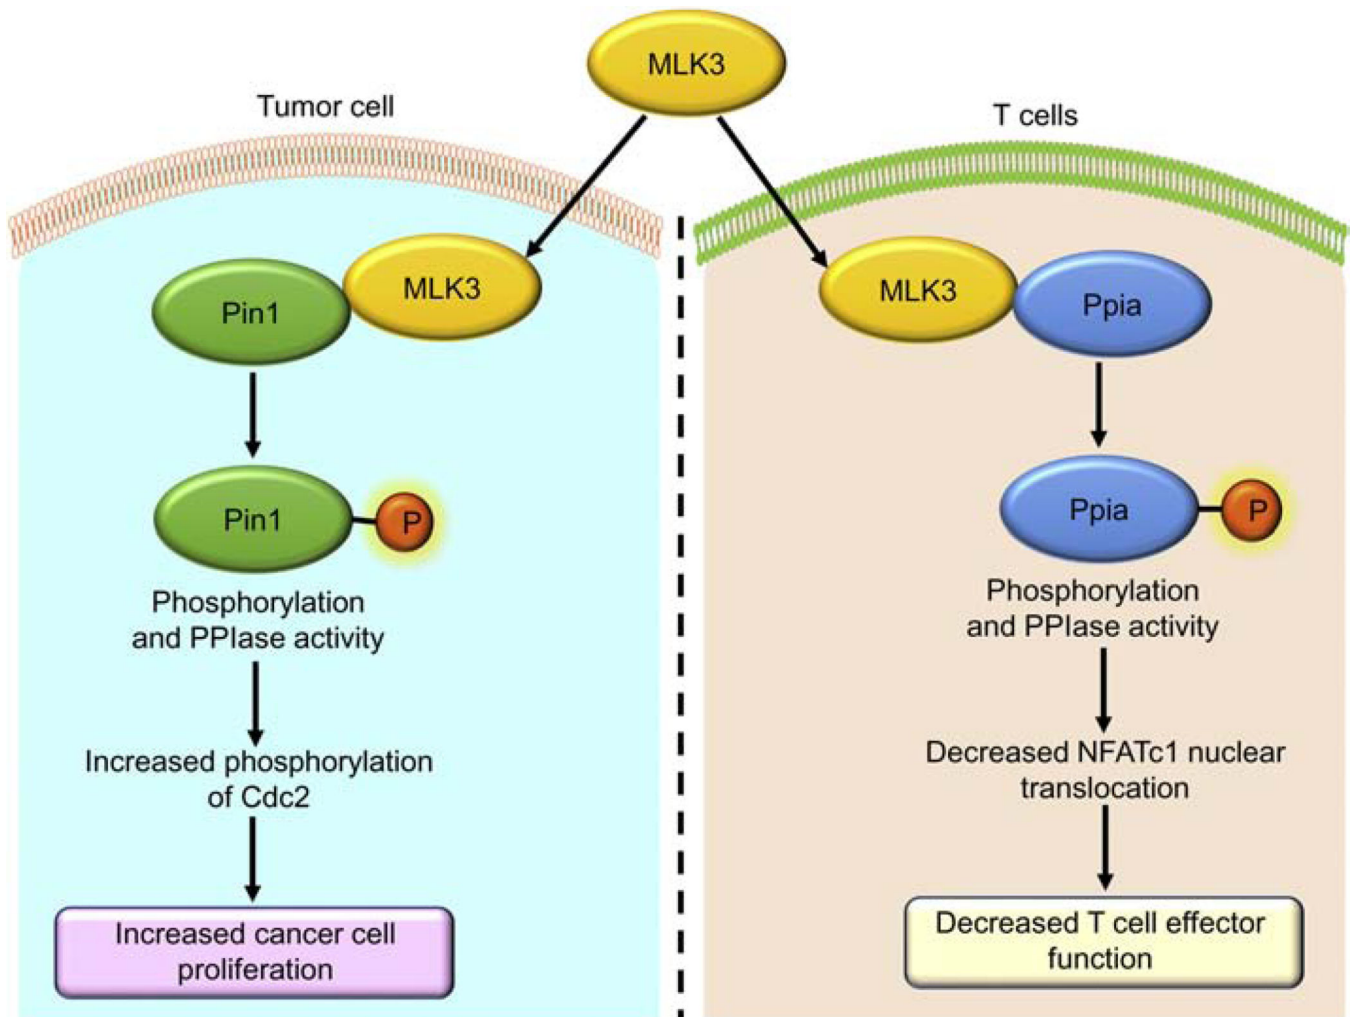 MLK3
Tumor cell
T cells
Pin1
MLK3
MLK3
Ppia
Pin1
P
Ppia
P
Phosphorylation
and PPIase activity
Phosphorylation
and PPIase activity
Increased phosphorylation
of Cdc2
Decreased NFATc1 nuclear
translocation
Increased cancer cell
proliferation
Decreased T cell effector
function